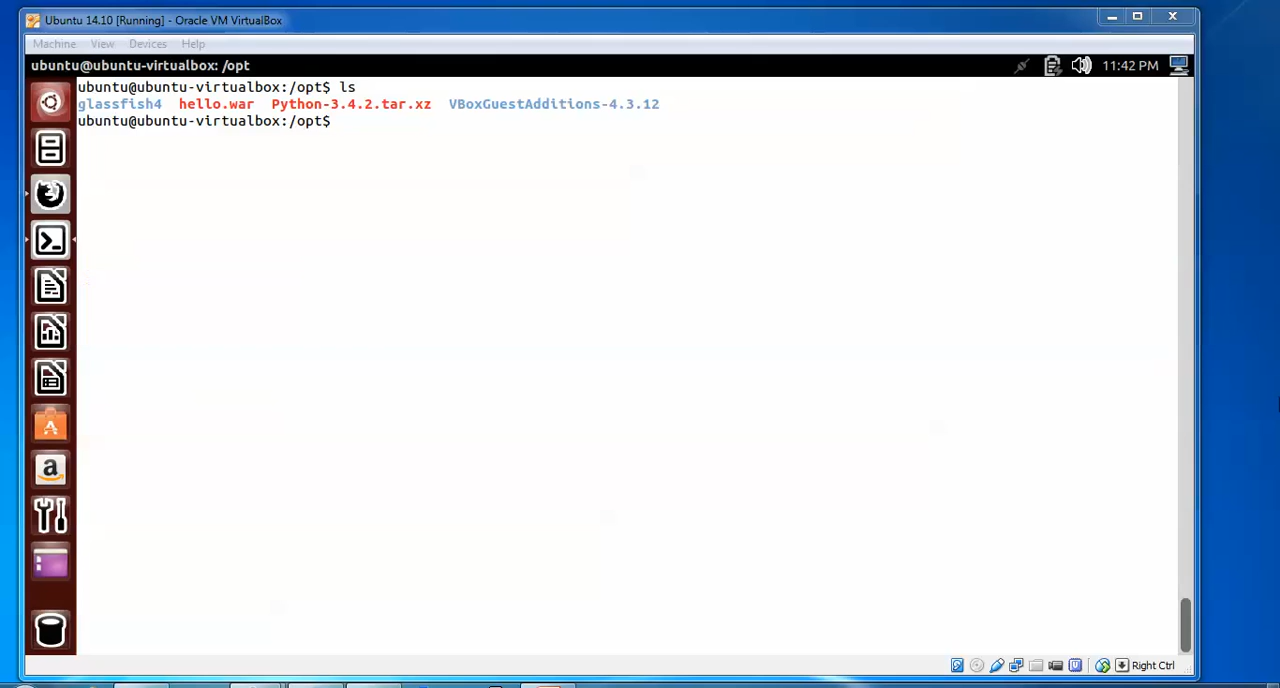 Ubuntu 14.10 [Running] - Oracle VM VirtualBox
Machine View Devices Help
ubuntu@ubuntu-virtualbox: /opt 11:42 PM
ubuntu@ubuntu-virtualbox:/opt$ ls
glassfish4 hello.war Python-3.4.2.tar.xz VBoxGuestAdditions-4.3.12
ubuntu@ubuntu-virtualbox:/opt$
Right Ctrl